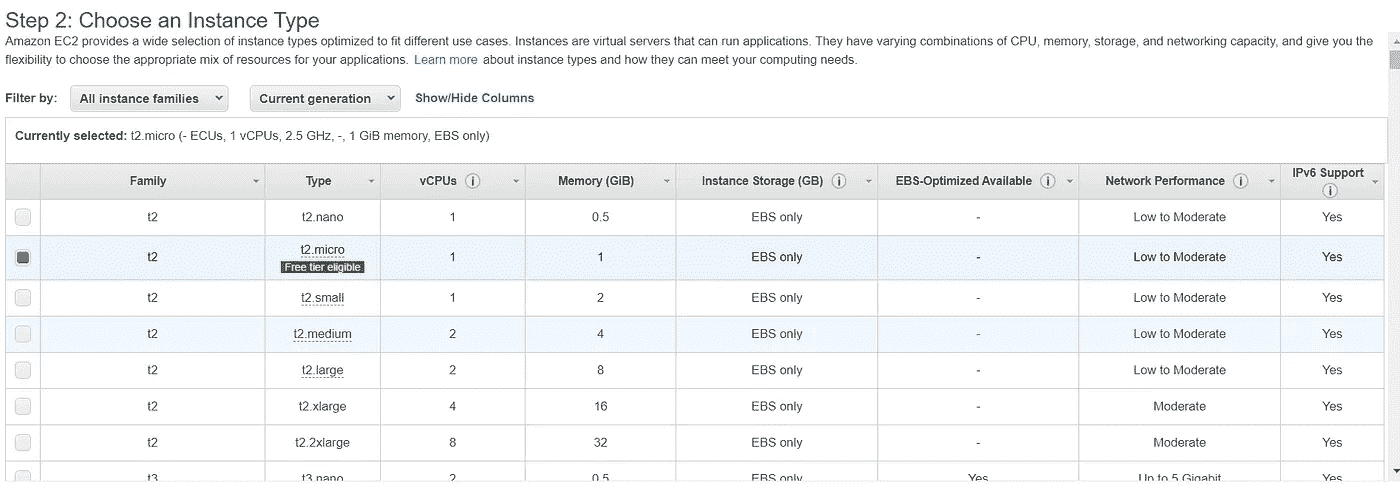 Step 2: Choose an Instance Type
Amazon EC2 provides a wide selection of instance types optimized to fit different use cases. Instances are virtual servers that can run applications. They have varying combinations of CPU, memory, storage, and networking capacity, and give you the
flexibility to choose the appropriate mix of resources for your applications. Learn more about instance types and how they can meet your computing needs.
Filter by: All instance families Current generation Show/Hide Columns
Currently selected: t2.micro (- ECUs, 1 vCPUs, 2.5 GHz, -, 1 GiB memory, EBS only)
Family Type vCPUs Memory (GiB) Instance Storage (GB) EBS-Optimized Available Network Performance IPv6 Support
t2 t2.nano 1 0.5 EBS only - Low to Moderate Yes
t2 t2.micro 1 1 EBS only - Low to Moderate Yes
Free tier eligible
t2 t2.small 1 2 EBS only - Low to Moderate Yes
t2 t2.medium 2 4 EBS only - Low to Moderate Yes
t2 t2.large 2 8 EBS only - Low to Moderate Yes
t2 t2.xlarge 4 16 EBS only - Moderate Yes
t2 t2.2xlarge 8 32 EBS only - Moderate Yes
t3 t3.nano 2 0.5 EBS only Yes Up to 5 Gigabit Yes